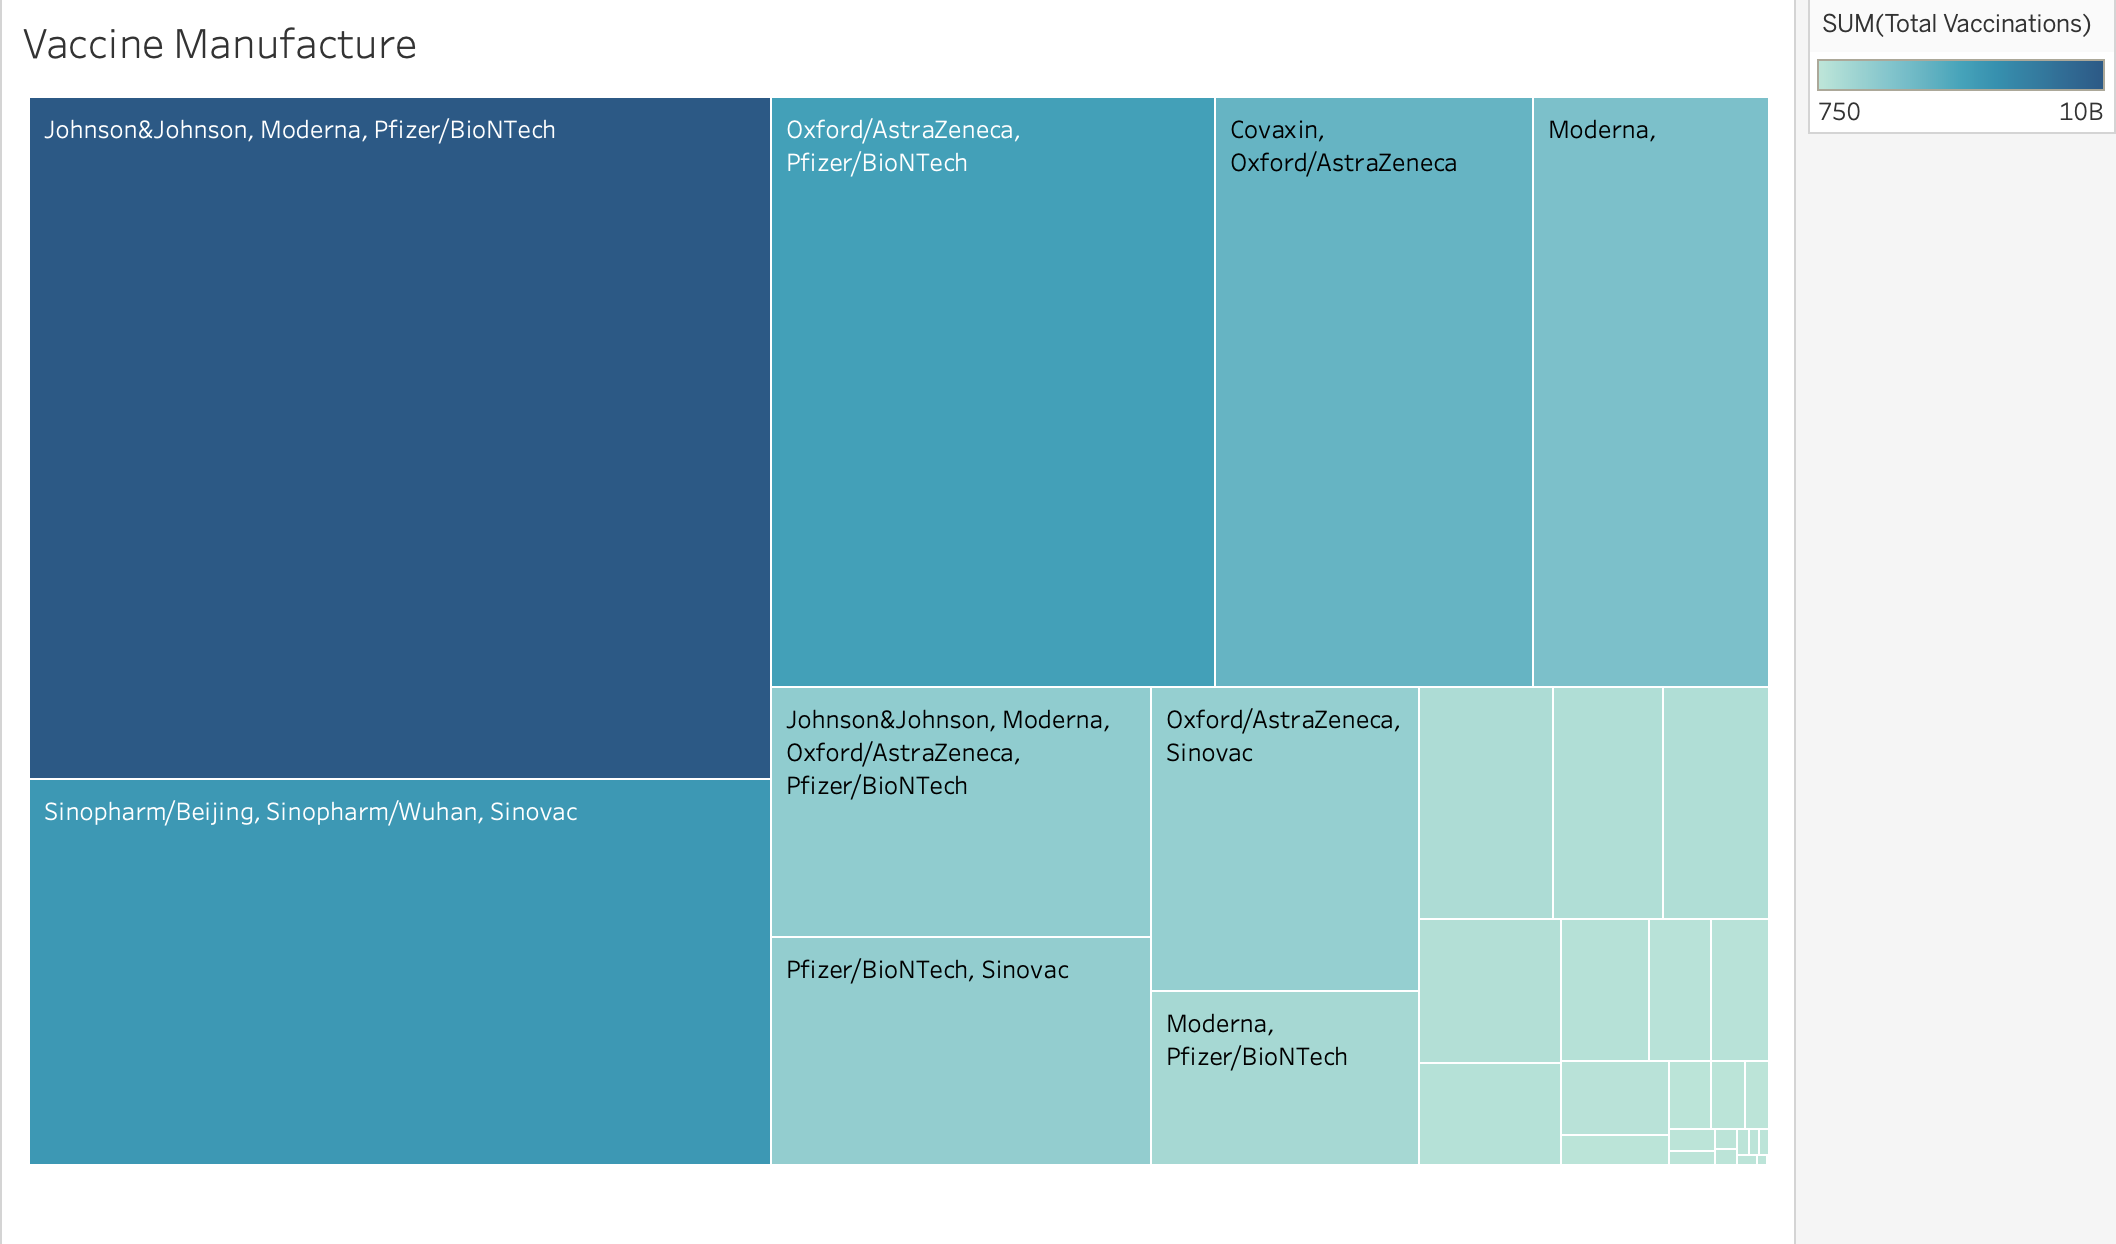 Vaccine Manufacture
Johnson&Johnson, Moderna, Pfizer/BioNTech
Oxford/AstraZeneca,
Pfizer/BioNTech
Covaxin,
Oxford/AstraZeneca
Moderna,
Johnson&Johnson, Moderna,
Oxford/AstraZeneca,
Pfizer/BioNTech
Oxford/AstraZeneca,
Sinovac
Sinopharm/Beijing, Sinopharm/Wuhan, Sinovac
Pfizer/BioNTech, Sinovac
Moderna,
Pfizer/BioNTech
SUM(Total Vaccinations)
750
10B